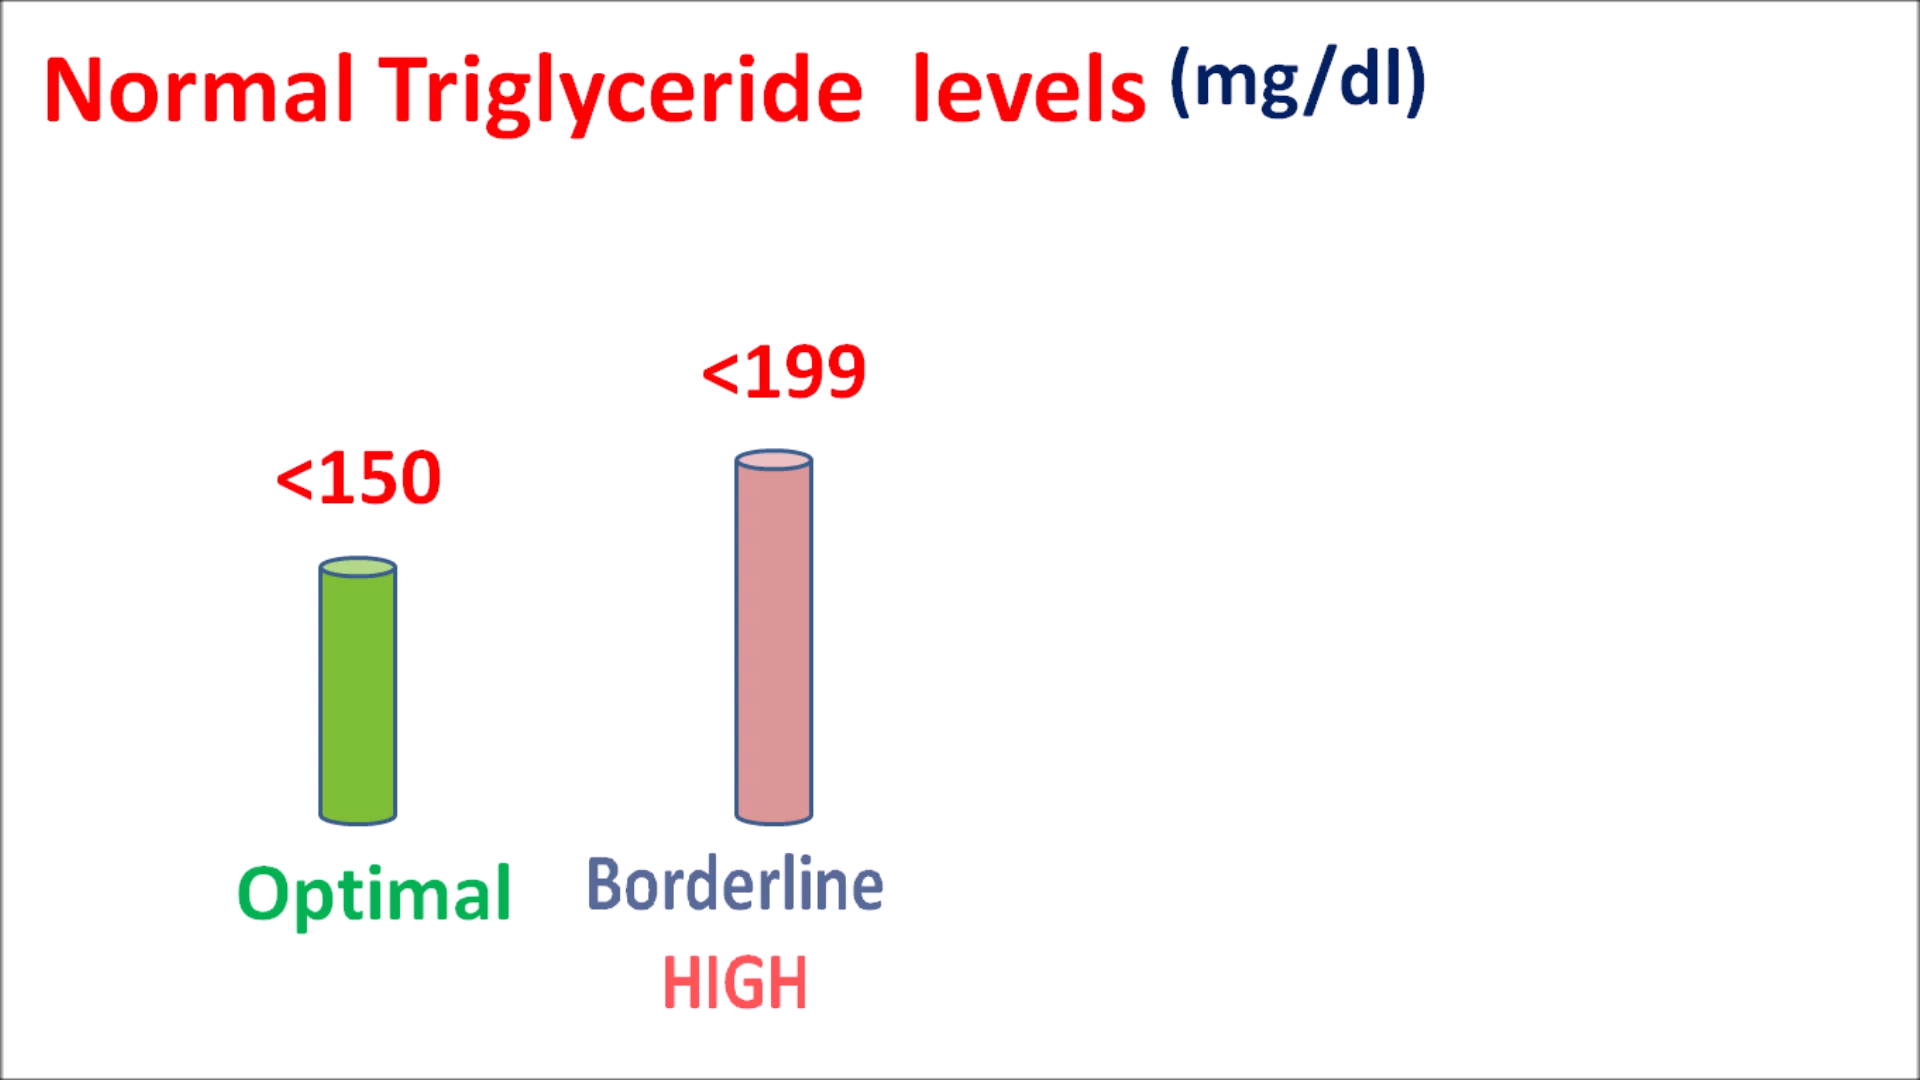 Normal Triglyceride levels (mg/dl)
<199
<150
Optimal
Borderline
HIGH